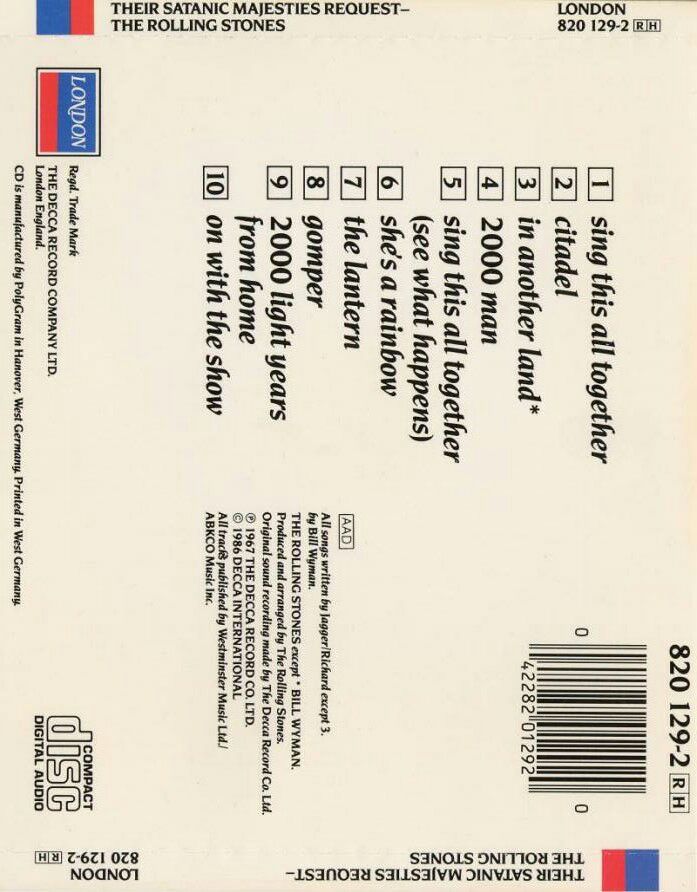 THEIR SATANIC MAJESTIES REQUEST–
THE ROLLING STONES
LONDON
820 129-2 RH
820 129-2 RH
0 42282 01292 0
1 sing this all together
2 citadel
3 in another land*
4 2000 man
5 sing this all together
(see what happens)
6 she's a rainbow
7 the lantern
8 gomper
9 2000 light years
from home
10 on with the show
AAD
All songs written by Jagger/Richard except 3.
by Bill Wyman.
THE ROLLING STONES except * BILL WYMAN.
Produced and arranged by The Rolling Stones.
Original sound recording made by The Decca Record Co. Ltd.
℗ 1967 THE DECCA RECORD CO. LTD.
© 1986 DECCA INTERNATIONAL
All tracks published by Westminster Music Ltd./
ABKCO Music Inc.
LONDON
Regd. Trade Mark
THE DECCA RECORD COMPANY LTD.
London England.
CD is manufactured by PolyGram in Hanover, West Germany. Printed in West Germany.
COMPACT
disc
DIGITAL AUDIO
THEIR SATANIC MAJESTIES REQUEST–
THE ROLLING STONES
LONDON
820 129-2 RH